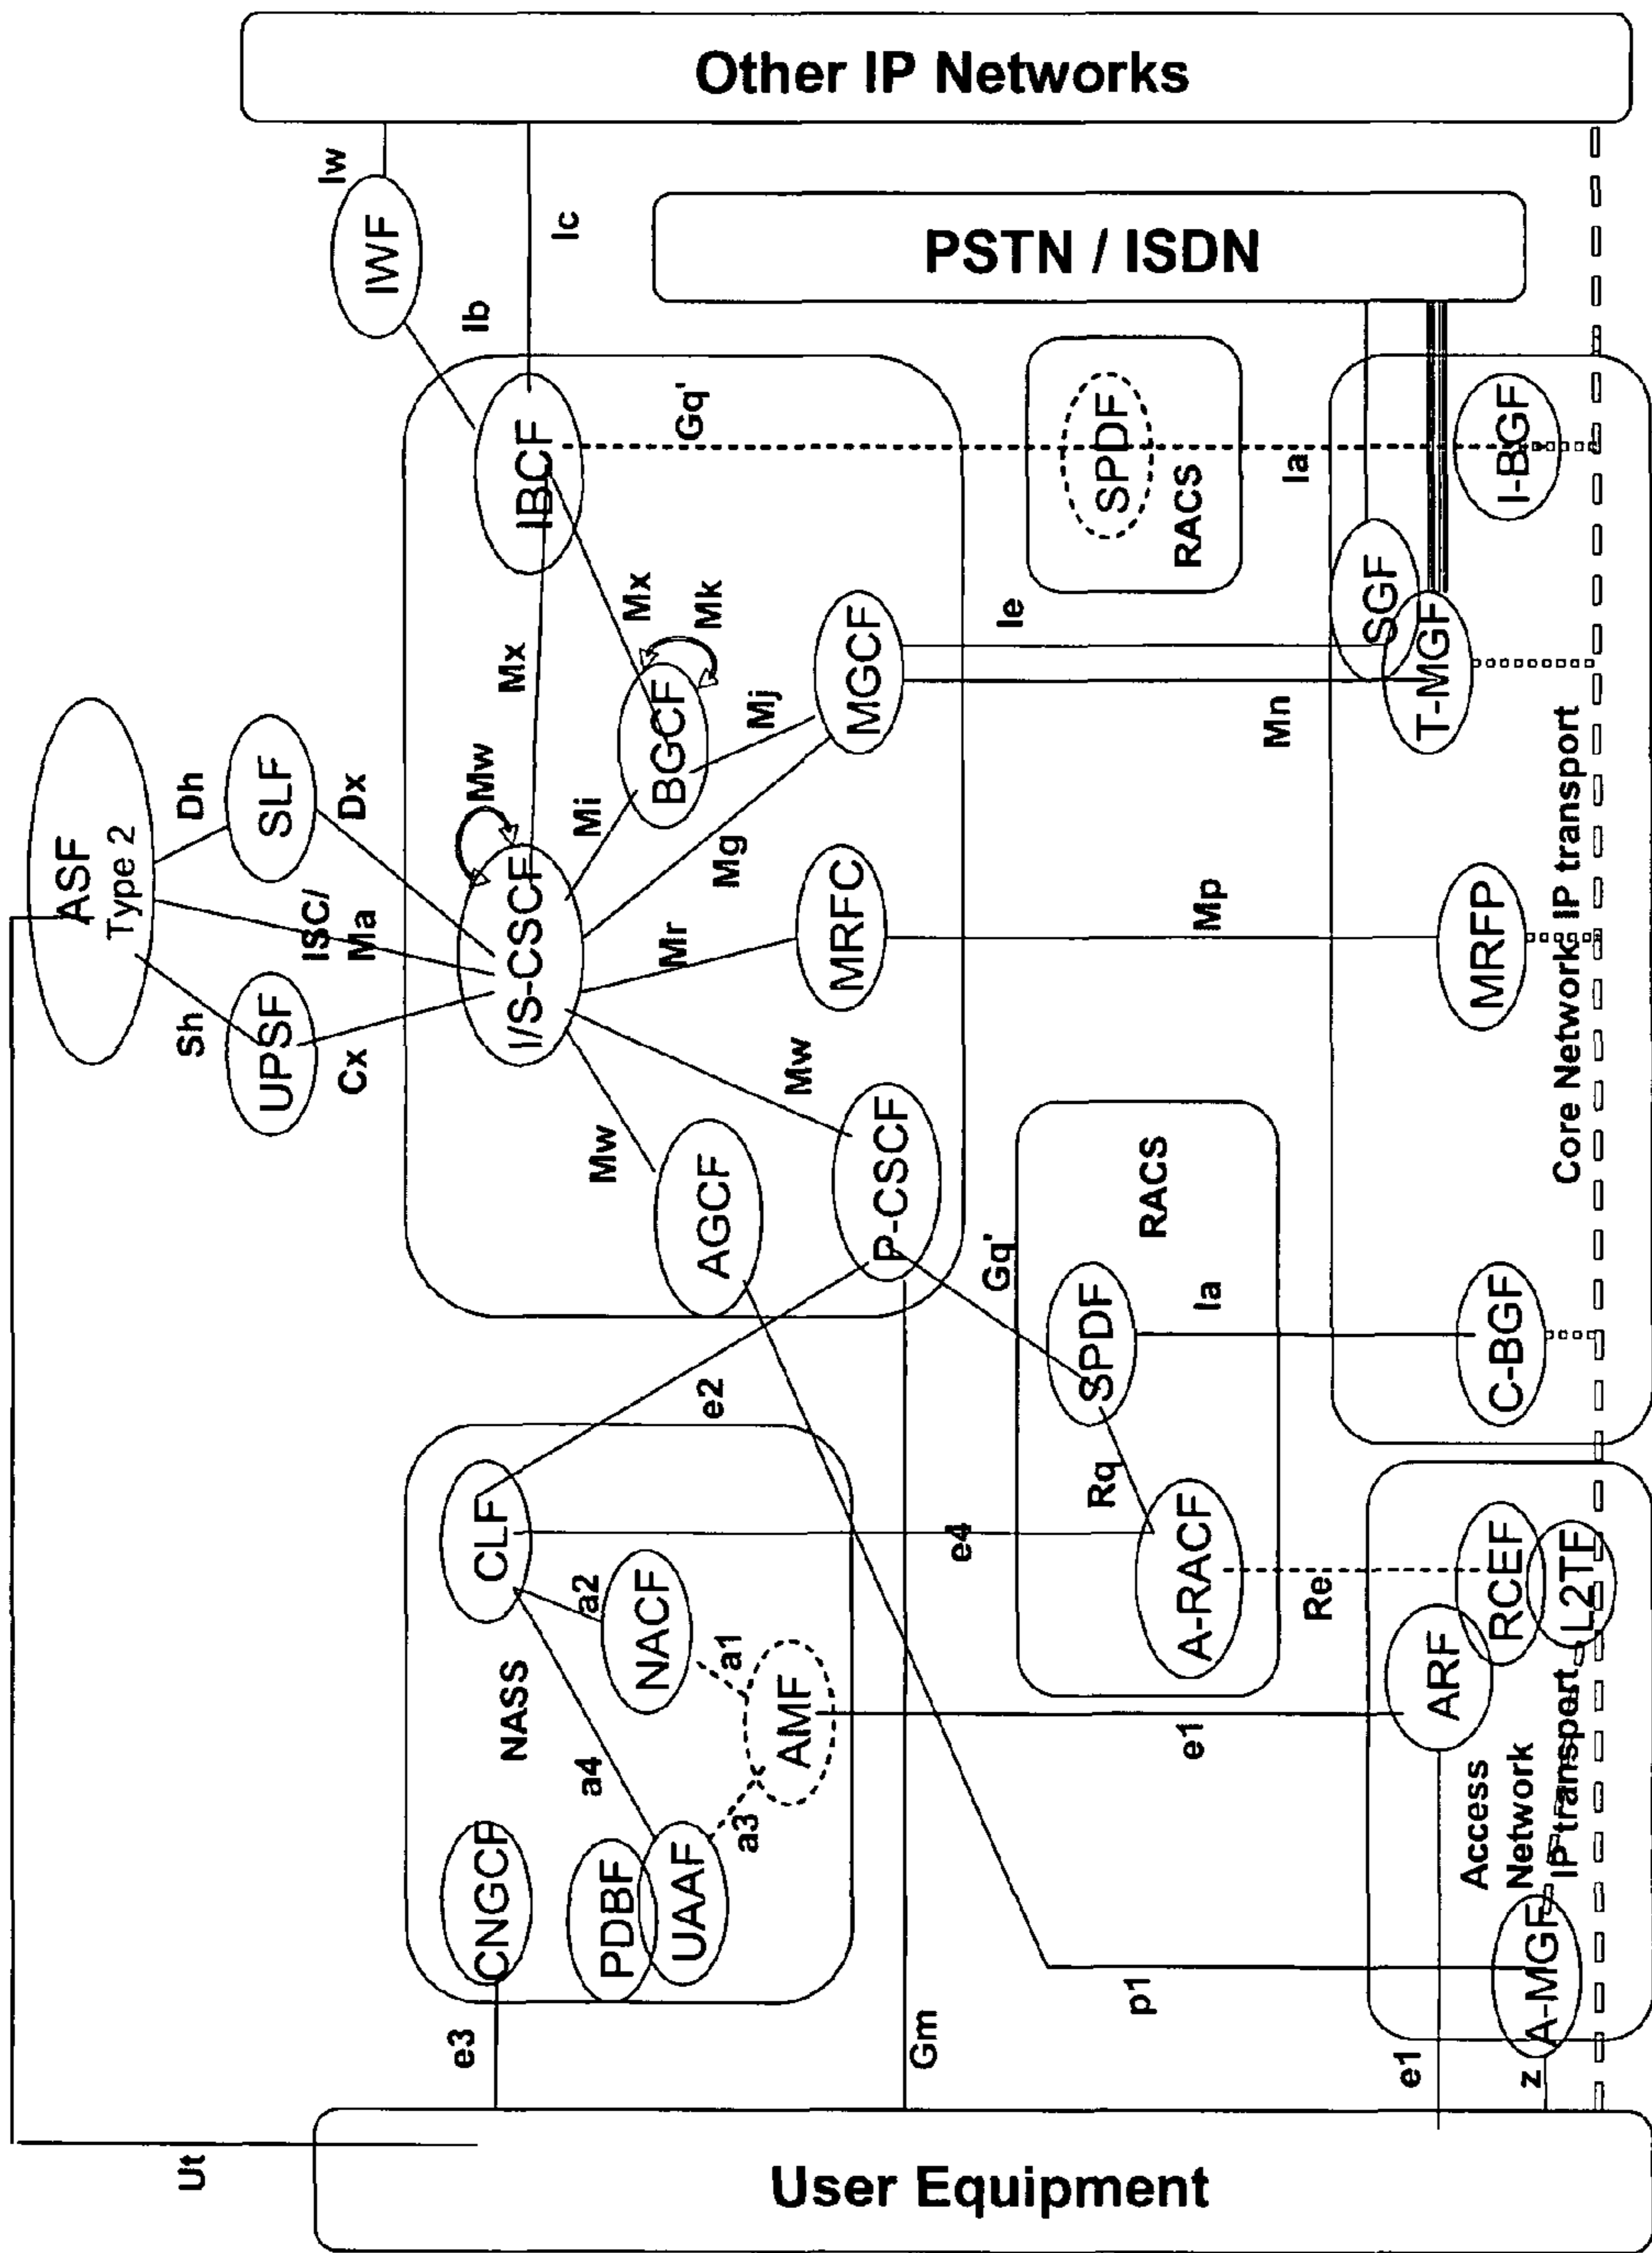 Ut
ASF
Type 2
Sh
Dh
UPSF
SLF
ISC/
Ma
Cx
Dx
Iw
IWF
Ib
Ic
Other IP Networks
PSTN / ISDN
User Equipment
e3
CNGCF
PDBF
UAAF
a4
NASS
a3
a1
AMF
NACF
a2
CLF
e2
I/S-CSCF
Mw
Mx
IBCF
Gq'
Mw
AGCF
Mw
P-CSCF
Mr
MRFC
Mi
Mg
BGCF
Mx
Mk
Mj
MGCF
Gm
e4
Gq'
p1
e1
Rq
A-RACF
SPDF
RACS
Ia
Re
Mp
Mn
Ie
SPDF
RACS
Ia
e1
z
A-MGF
Access
Network
IP transport
ARF
RCEF
L2TF
C-BGF
MRFP
SGF
T-MGF
I-BGF
Core Network IP transport